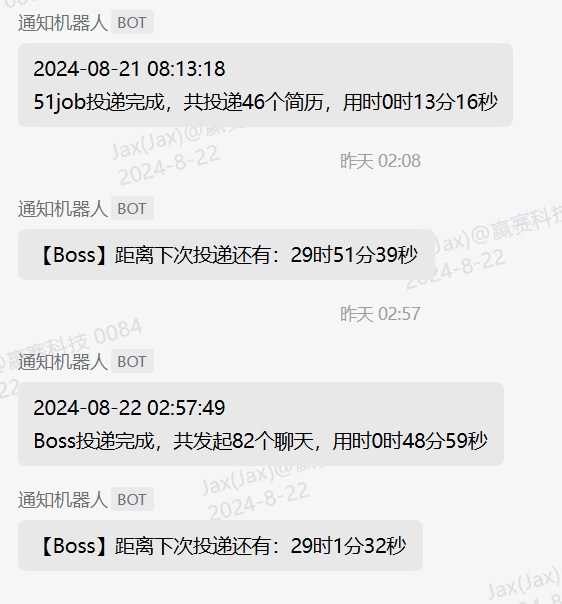 通知机器人 BOT
2024-08-21 08:13:18
51job投递完成，共投递46个简历，用时0时13分16秒
Jax(Jax)@赢赛
2024-8-22
昨天 02:08
通知机器人 BOT
【Boss】距离下次投递还有：29时51分39秒
Jax)@赢赛科技
2024-8-22
昨天 02:57
@赢赛科技 0084
通知机器人 BOT
2024-08-22 02:57:49
Boss投递完成，共发起82个聊天，用时0时48分59秒
Jax(Jax)@赢
2024-8-22
通知机器人 BOT
【Boss】距离下次投递还有：29时1分32秒
Jax(Jax)